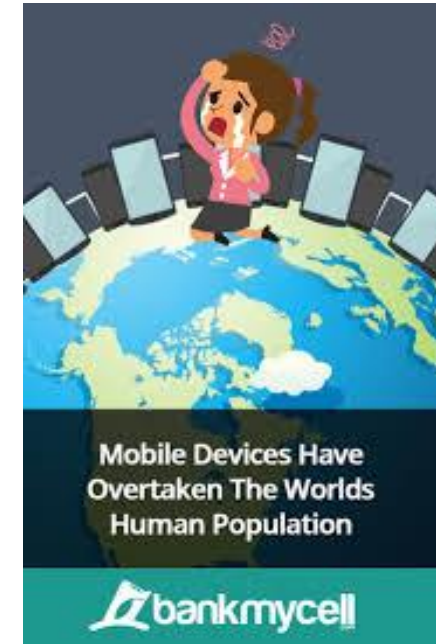 Mobile Devices Have
Overtaken The Worlds
Human Population
bankmycell